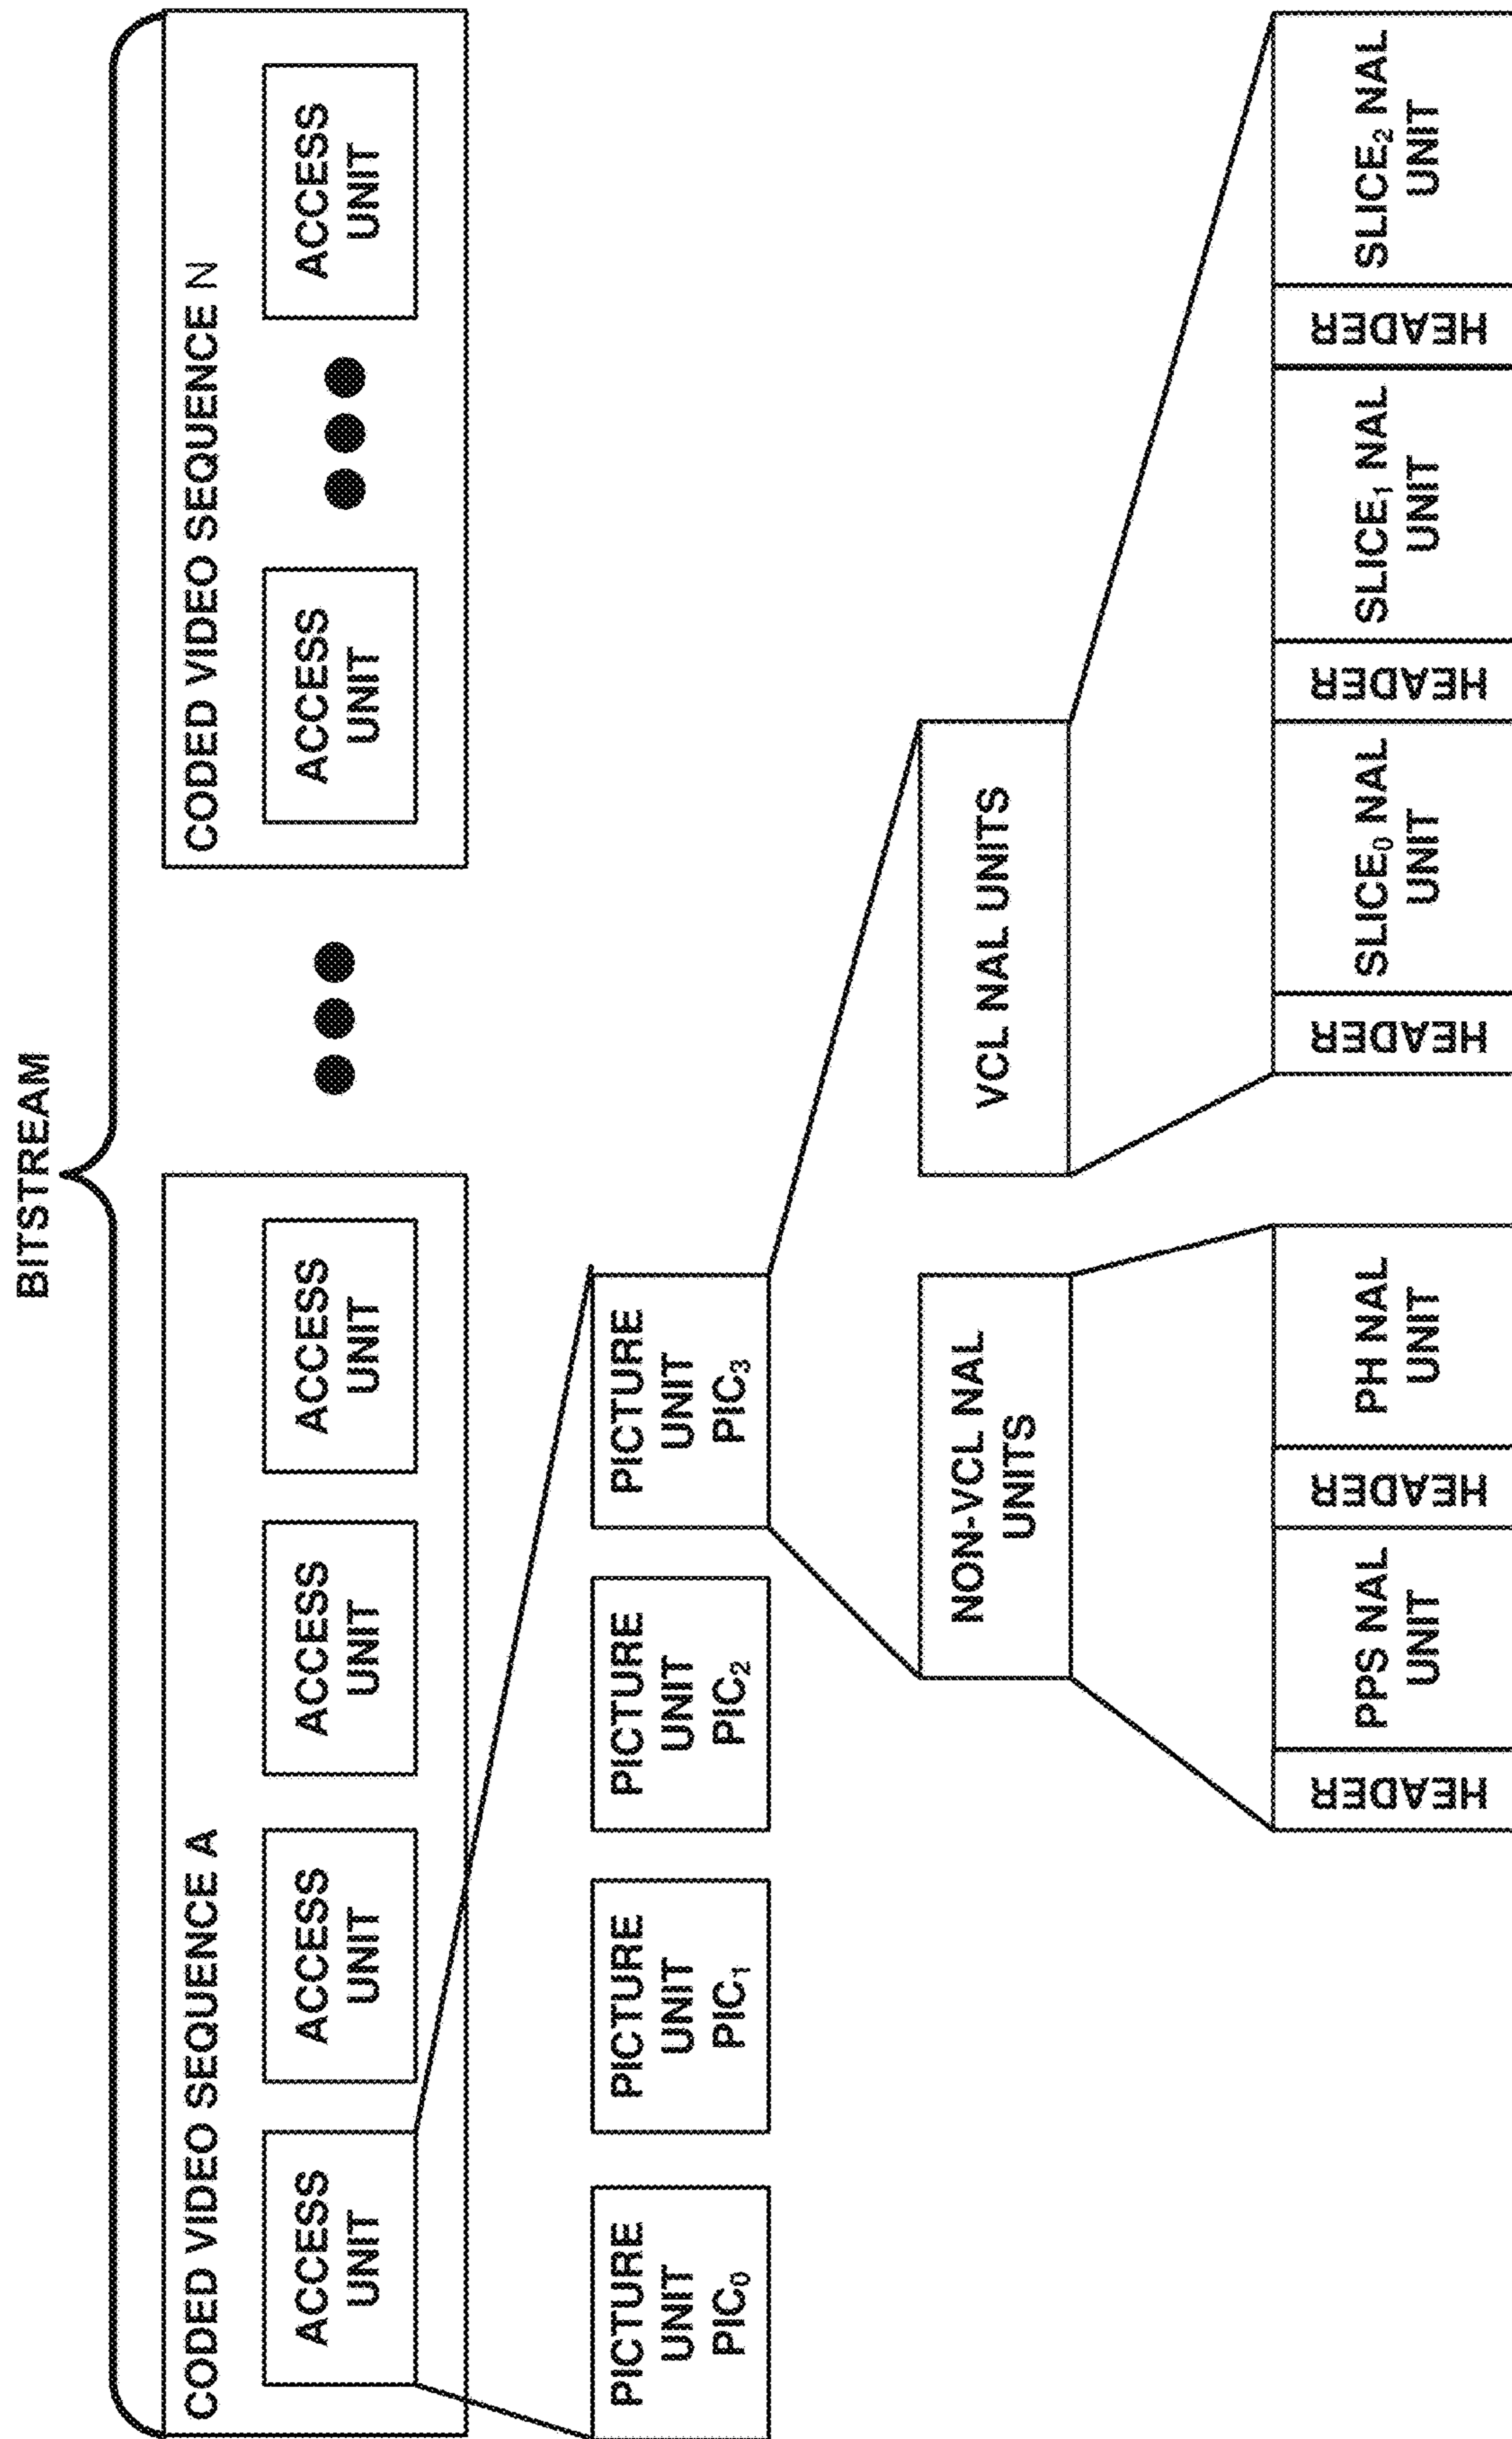 BITSTREAM
CODED VIDEO SEQUENCE A
ACCESS
UNIT
ACCESS
UNIT
ACCESS
UNIT
ACCESS
UNIT
CODED VIDEO SEQUENCE N
ACCESS
UNIT
ACCESS
UNIT
PICTURE
UNIT
PIC₀
PICTURE
UNIT
PIC₁
PICTURE
UNIT
PIC₂
PICTURE
UNIT
PIC₃
NON-VCL NAL
UNITS
VCL NAL UNITS
HEADER
PPS NAL
UNIT
HEADER
PH NAL
UNIT
HEADER
SLICE₀ NAL
UNIT
HEADER
SLICE₁ NAL
UNIT
HEADER
SLICE₂ NAL
UNIT